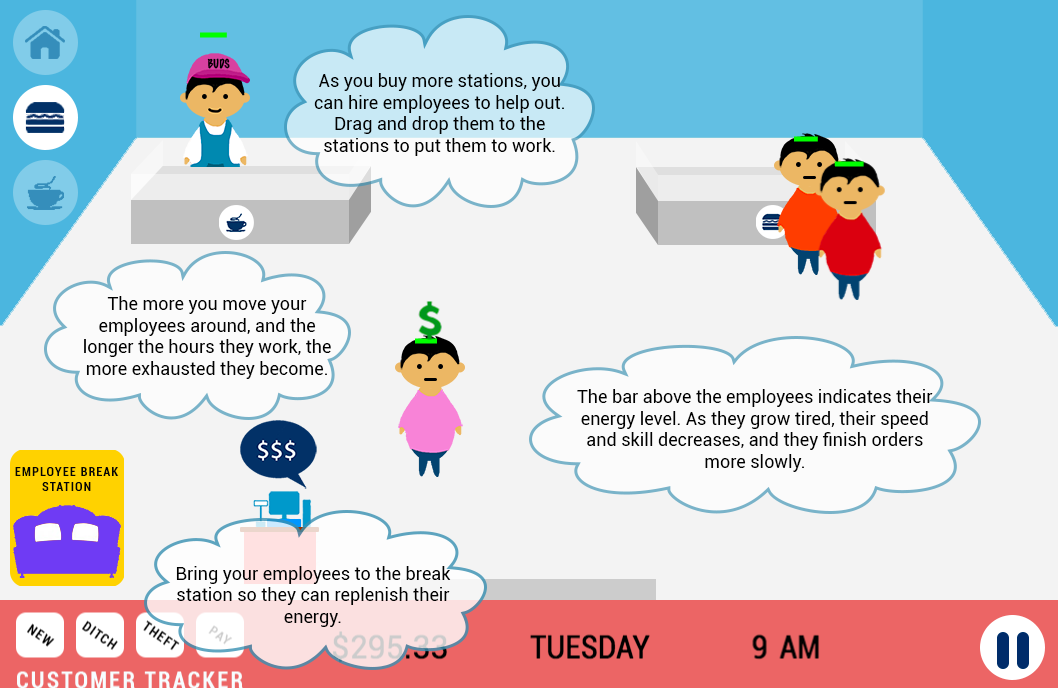 BUDS
As you buy more stations, you
can hire employees to help out.
Drag and drop them to the
stations to put them to work.
The more you move your
employees around, and the
longer the hours they work, the
more exhausted they become.
$
The bar above the employees indicates their
energy level. As they grow tired, their speed
and skill decreases, and they finish orders
more slowly.
$$$
EMPLOYEE BREAK
STATION
Bring your employees to the break
station so they can replenish their
energy.
NEW
DITCH
THEFT
PAY
$295.33
TUESDAY
9 AM
CUSTOMER TRACKER